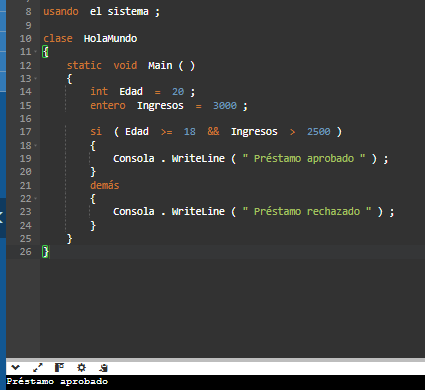 8 usando el sistema ;
9
10 clase HolaMundo
11 {
12 static void Main ( )
13 {
14 int Edad = 20 ;
15 entero Ingresos = 3000 ;
16
17 si ( Edad >= 18 && Ingresos > 2500 )
18 {
19 Consola . WriteLine ( " Préstamo aprobado " ) ;
20 }
21 demás
22 {
23 Consola . WriteLine ( " Préstamo rechazado " ) ;
24 }
25 }
26 }
Préstamo aprobado